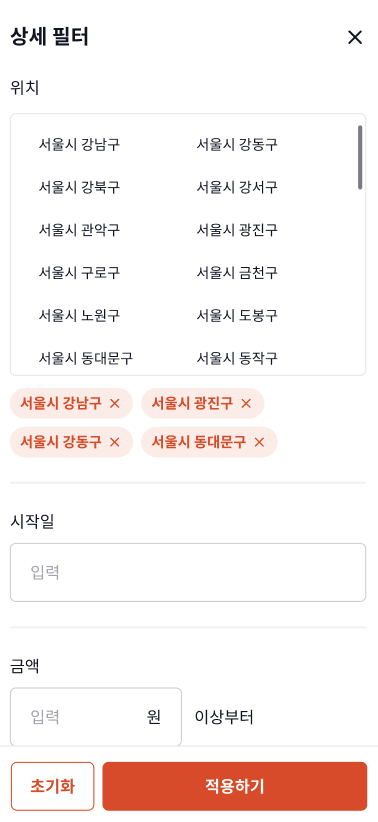 상세 필터
위치
서울시 강남구 서울시 강동구
서울시 강북구 서울시 강서구
서울시 관악구 서울시 광진구
서울시 구로구 서울시 금천구
서울시 노원구 서울시 도봉구
서울시 동대문구 서울시 동작구
서울시 강남구 서울시 광진구
서울시 강동구 서울시 동대문구
시작일
입력
금액
입력 원 이상부터
초기화 적용하기